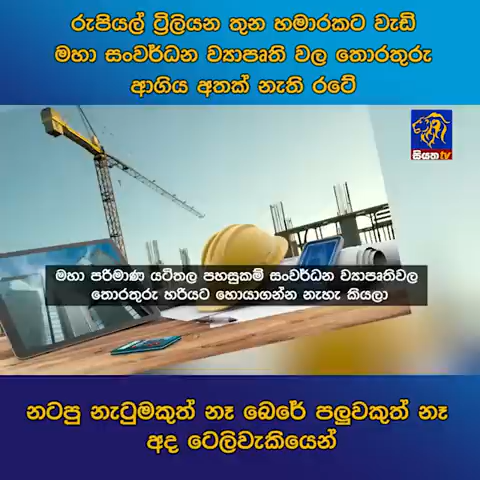 රුපියල් ට්‍රිලියන තුන හමාරකට වැඩි
මහා සංවර්ධන ව්‍යාපෘති වල තොරතුරු
ආගිය අතක් නැති රටේ
සියත tv
මහා පරිමාණ යටිතල පහසුකම් සංවර්ධන ව්‍යාපෘතිවල
තොරතුරු හරියට හොයාගන්න නැහැ කියලා
නටපු නැටුමකුත් නෑ බෙරේ පලුවකුත් නෑ
අද ටෙලිවැකියෙන්